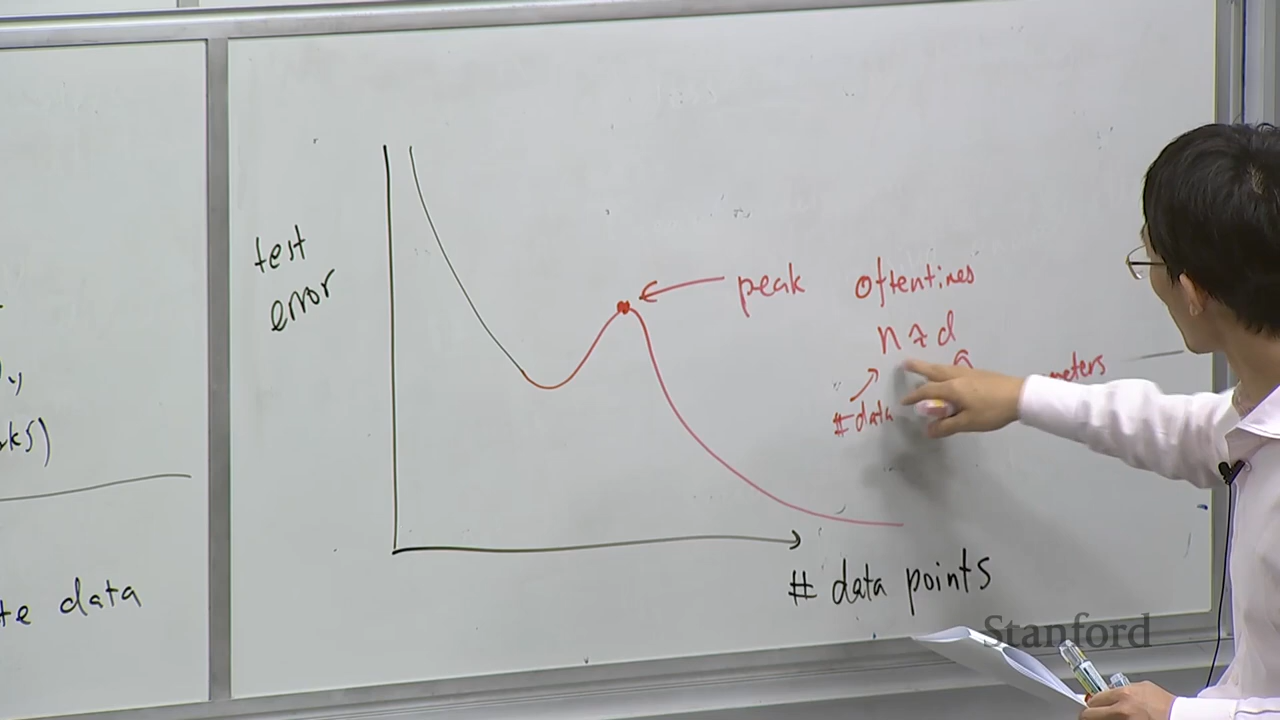 te data
test
error
peak
Oftentimes
n ≈ d
# data
# data points
Stanford